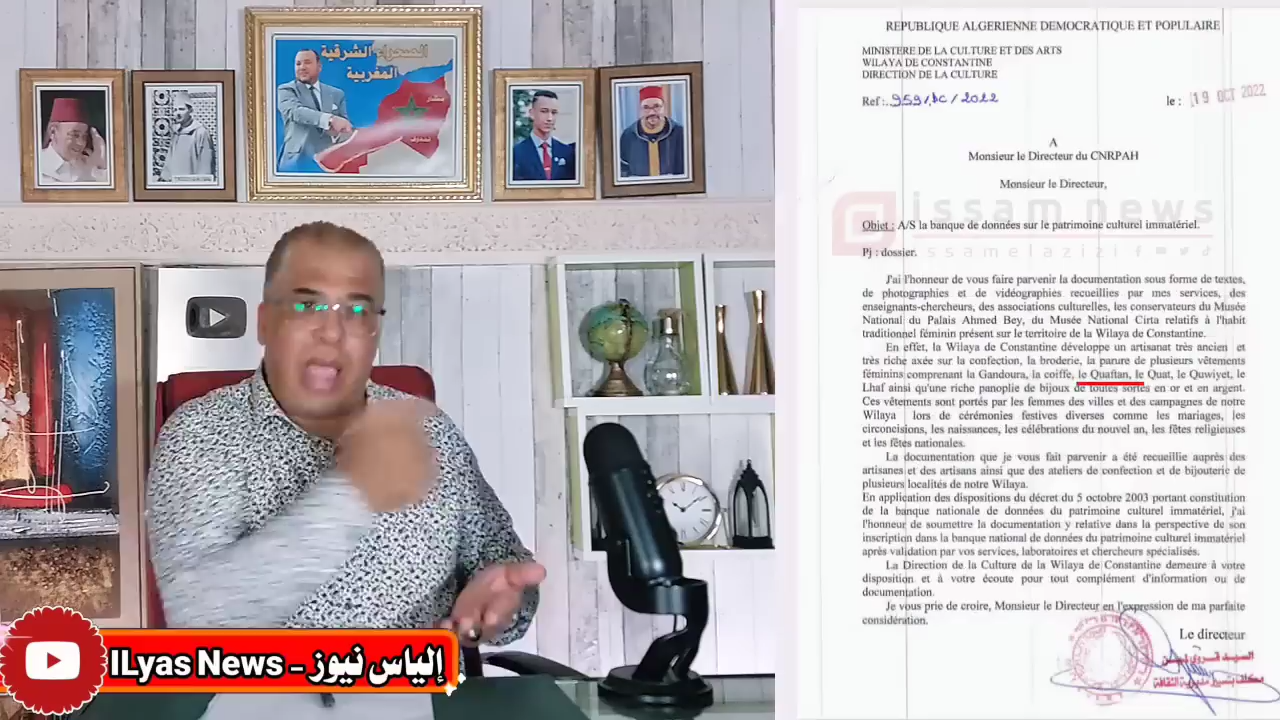 الصحراء الشرقية
المغربية
ILyas News - إلياس نيوز
REPUBLIQUE ALGERIENNE DEMOCRATIQUE ET POPULAIRE
MINISTERE DE LA CULTURE ET DES ARTS
WILAYA DE CONSTANTINE
DIRECTION DE LA CULTURE
Ref :. 959/DC/2022
le : 19 OCT 2022
A
Monsieur le Directeur du CNRPAH
Monsieur le Directeur,
issam news
Objet : A/S la banque de données sur le patrimoine culturel immatériel.
issamelazizi
Pj : dossier.
J'ai l'honneur de vous faire parvenir la documentation sous forme de textes,
de photographies et de vidéographies recueillies par mes services, des
enseignants-chercheurs, des associations culturelles, les conservateurs du Musée
National du Palais Ahmed Bey, du Musée National Cirta relatifs à l'habit
traditionnel féminin présent sur le territoire de la Wilaya de Constantine.
En effet, la Wilaya de Constantine développe un artisanat très ancien et
très riche axée sur la confection, la broderie, la parure de plusieurs vêtements
féminins comprenant la Gandoura, la coiffe, le Quaftan, le Quat, le Quwiyet, le
Lhaf ainsi qu'une riche panoplie de bijoux de toutes sortes en or et en argent.
Ces vêtements sont portés par les femmes des villes et des campagnes de notre
Wilaya lors de cérémonies festives diverses comme les mariages, les
circoncisions, les naissances, les célébrations du nouvel an, les fêtes religieuses
et les fêtes nationales.
La documentation que je vous fait parvenir a été recueillie auprès des
artisanes et des artisans ainsi que des ateliers de confection et de bijouterie de
plusieurs localités de notre Wilaya.
En application des dispositions du décret du 5 octobre 2003 portant constitution
de la banque nationale de données du patrimoine culturel immatériel, j'ai
l'honneur de soumettre la documentation y relative dans la perspective de son
inscription dans la banque national de données du patrimoine culturel immatériel
après validation par vos services, laboratoires et chercheurs spécialisés.
La Direction de la Culture de la Wilaya de Constantine demeure à votre
disposition et à votre écoute pour tout complément d'information ou de
documentation.
Je vous prie de croire, Monsieur le Directeur en l'expression de ma parfaite
considération.
Le directeur